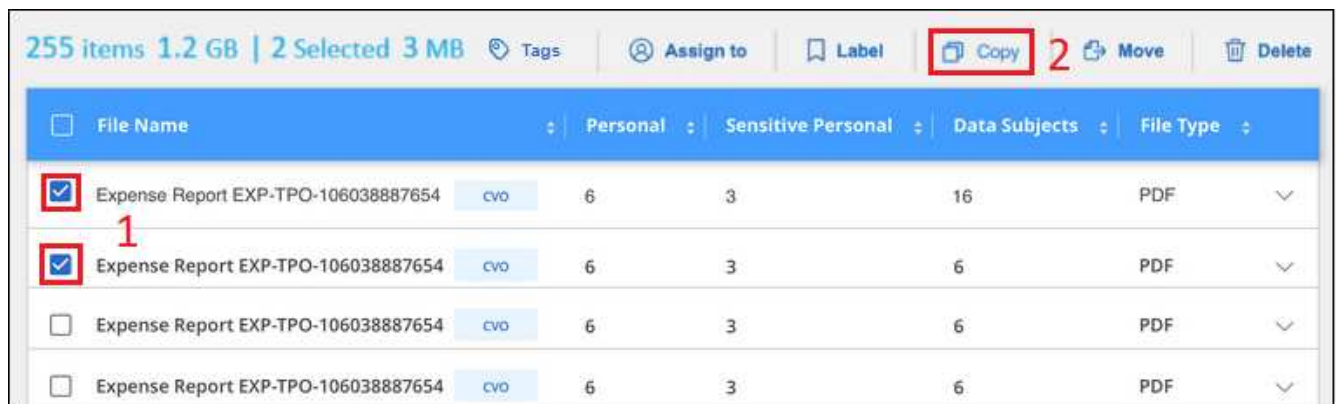 255 items 1.2 GB | 2 Selected 3 MB Tags Assign to Label Copy 2 Move Delete
File Name Personal Sensitive Personal Data Subjects File Type
Expense Report EXP-TPO-106038887654 CVO 6 3 16 PDF
1
Expense Report EXP-TPO-106038887654 CVO 6 3 6 PDF
Expense Report EXP-TPO-106038887654 CVO 6 3 6 PDF
Expense Report EXP-TPO-106038887654 CVO 6 3 6 PDF